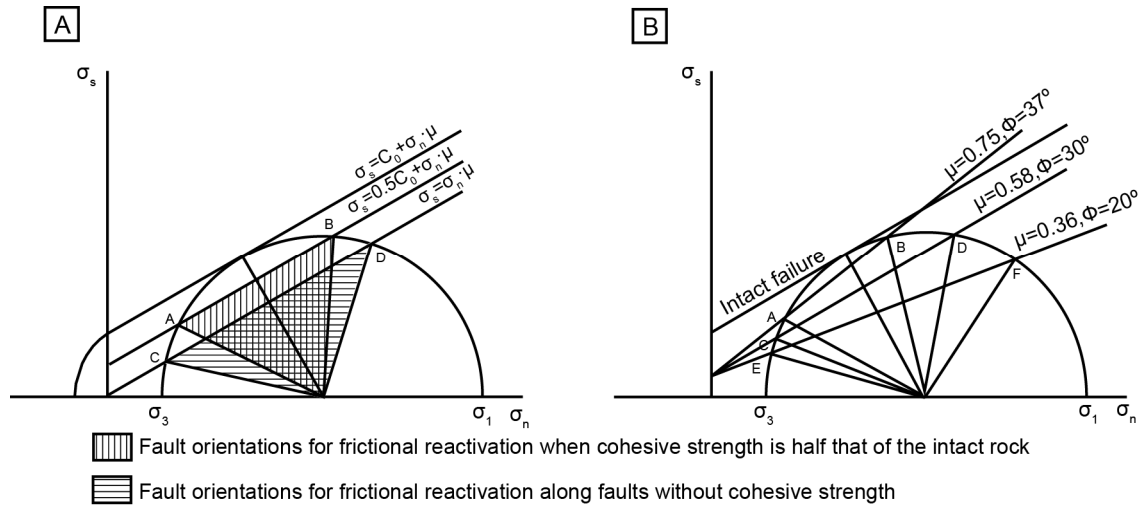 A
σs
σs=C0+σn·μ
σs=0.5C0+σn·μ
σs=σn·μ
B
D
A
C
σ3
σ1
σn
B
σs
μ=0.75,Φ=37º
μ=0.58,Φ=30º
μ=0.36,Φ=20º
Intact failure
B
D
F
A
C
E
σ3
σ1
σn
Fault orientations for frictional reactivation when cohesive strength is half that of the intact rock
Fault orientations for frictional reactivation along faults without cohesive strength